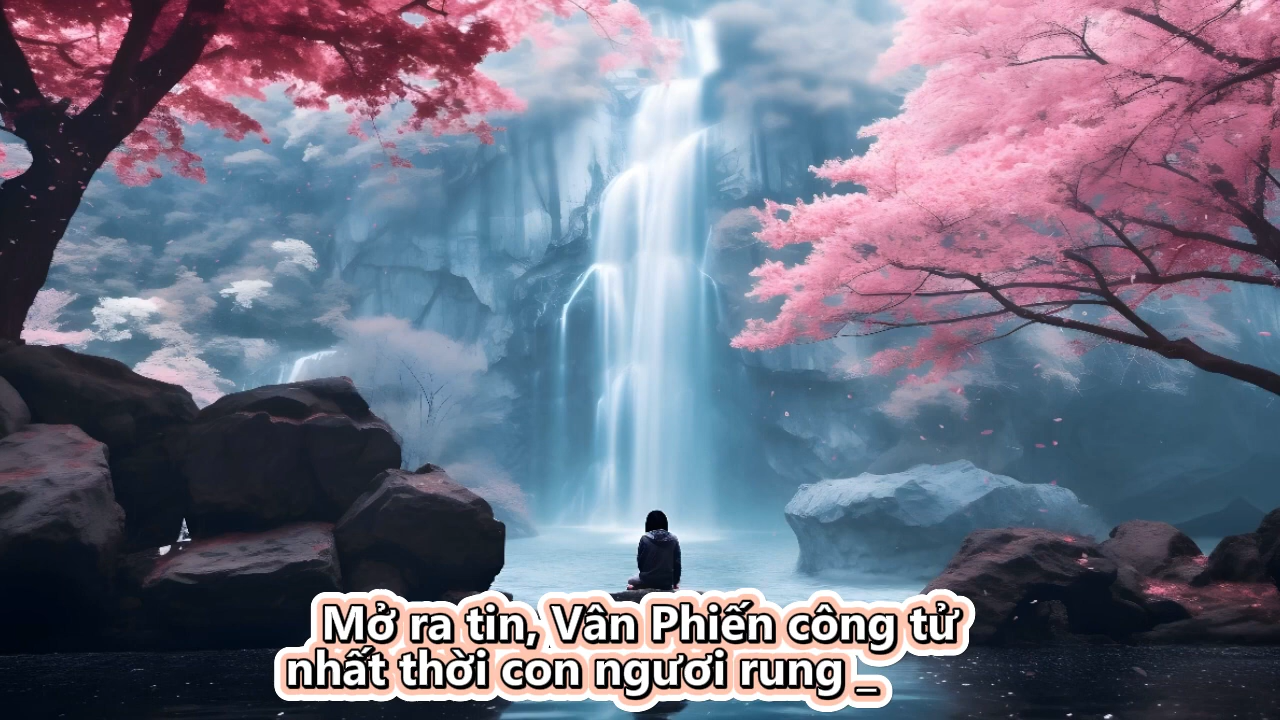 Mở ra tin, Vân Phiến công tử
nhất thời con ngươi rung _